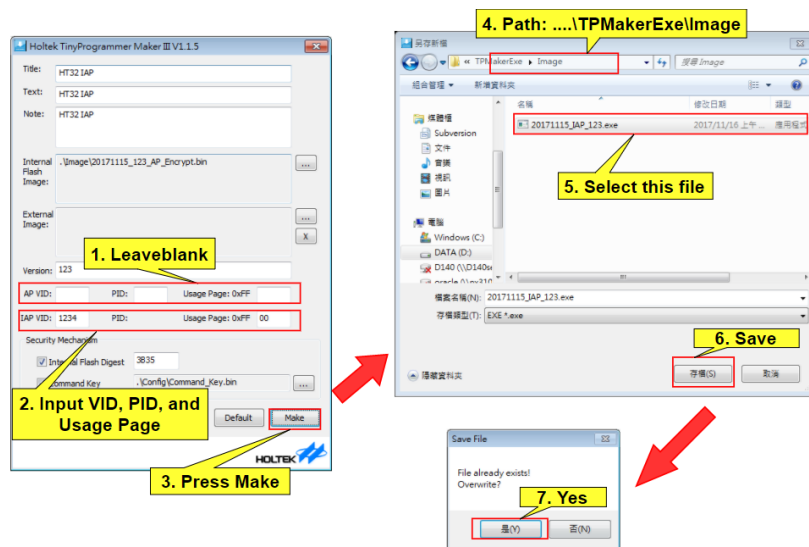 4. Path: ....\TPMakerExe\Image
Holtek TinyProgrammer Maker III V1.1.5
Title:
HT32 IAP
Text:
HT32 IAP
Note:
HT32 IAP
Internal Flash Image:
.\Image\20171115_123_AP_Encrypt.bin
...
External Image:
...
X
1. Leaveblank
Version: 123
AP VID: PID: Usage Page: 0xFF
IAP VID: 1234 PID: Usage Page: 0xFF 00
Security Mechanism
Internal Flash Digest 3B35
Command Key .\Config\Command_Key.bin ...
2. Input VID, PID, and
Usage Page
Default Make
HOLTEK
3. Press Make
另存新檔
« TPMakerExe Image
搜尋 Image
組合管理 新增資料夾
名稱 修改日期 類型
20171115_IAP_123.exe 2017/11/16 上午 ... 應用程式
媒體櫃
Subversion
文件
音樂
視訊
圖片
5. Select this file
電腦
Windows (C:)
DATA (D:)
檔案名稱(N): 20171115_IAP_123.exe
存檔類型(T): EXE *.exe
6. Save
隱藏資料夾 存檔(S) 取消
Save File
File already exists!
Overwrite?
7. Yes
是(Y) 否(N)